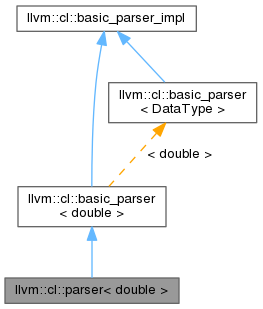 llvm::cl::basic_parser_impl
llvm::cl::basic_parser
< DataType >
< double >
llvm::cl::basic_parser
< double >
llvm::cl::parser< double >